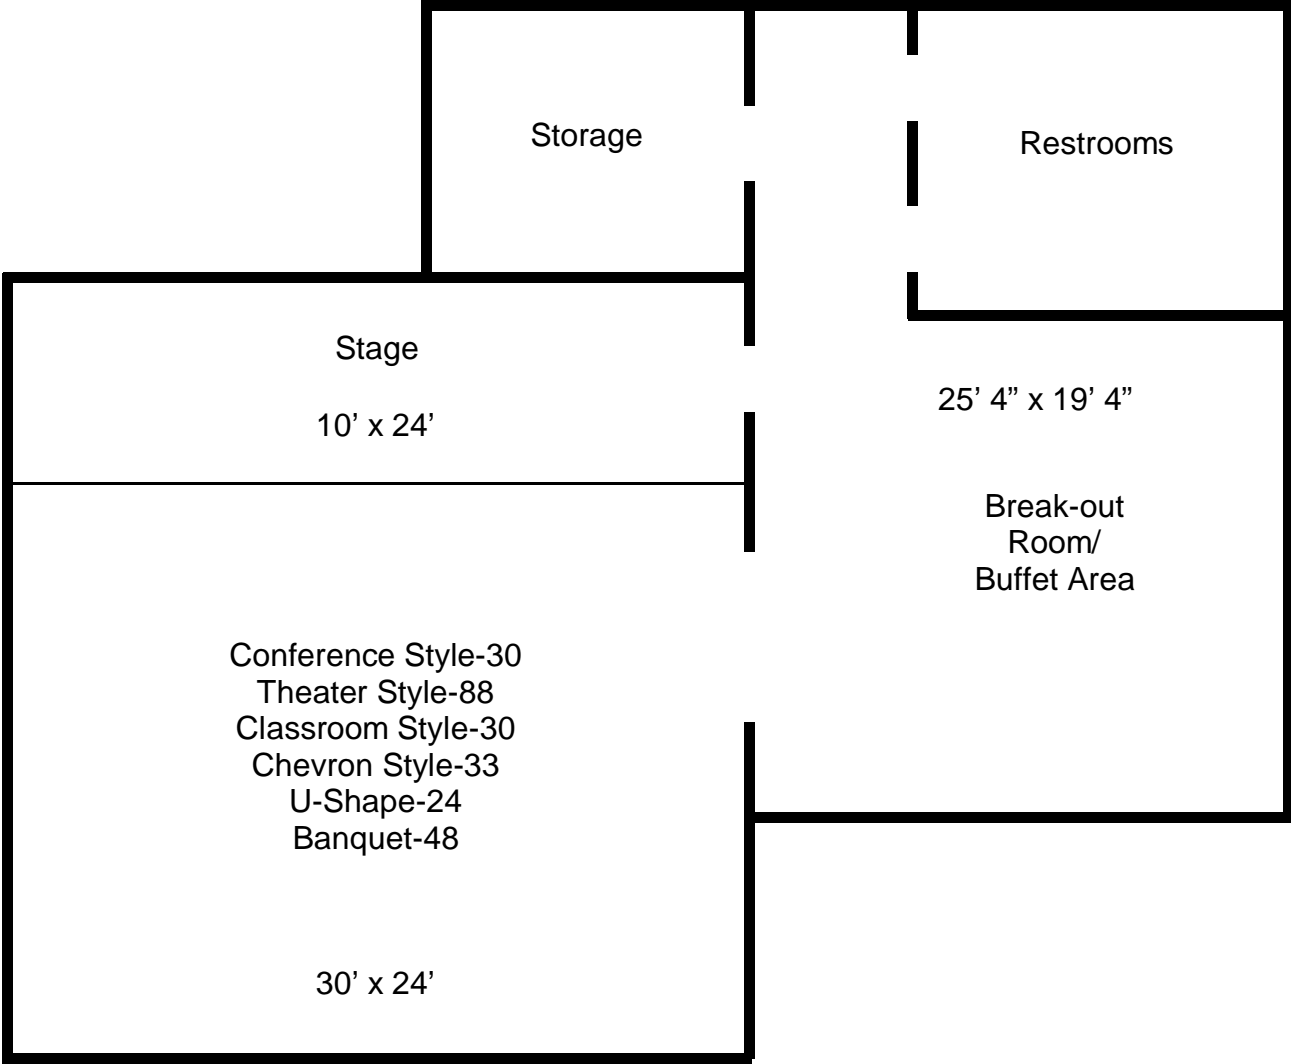 Storage
Restrooms
Stage
10’ x 24’
25’ 4” x 19’ 4”
Break-out
Room/
Buffet Area
Conference Style-30
Theater Style-88
Classroom Style-30
Chevron Style-33
U-Shape-24
Banquet-48
30’ x 24’